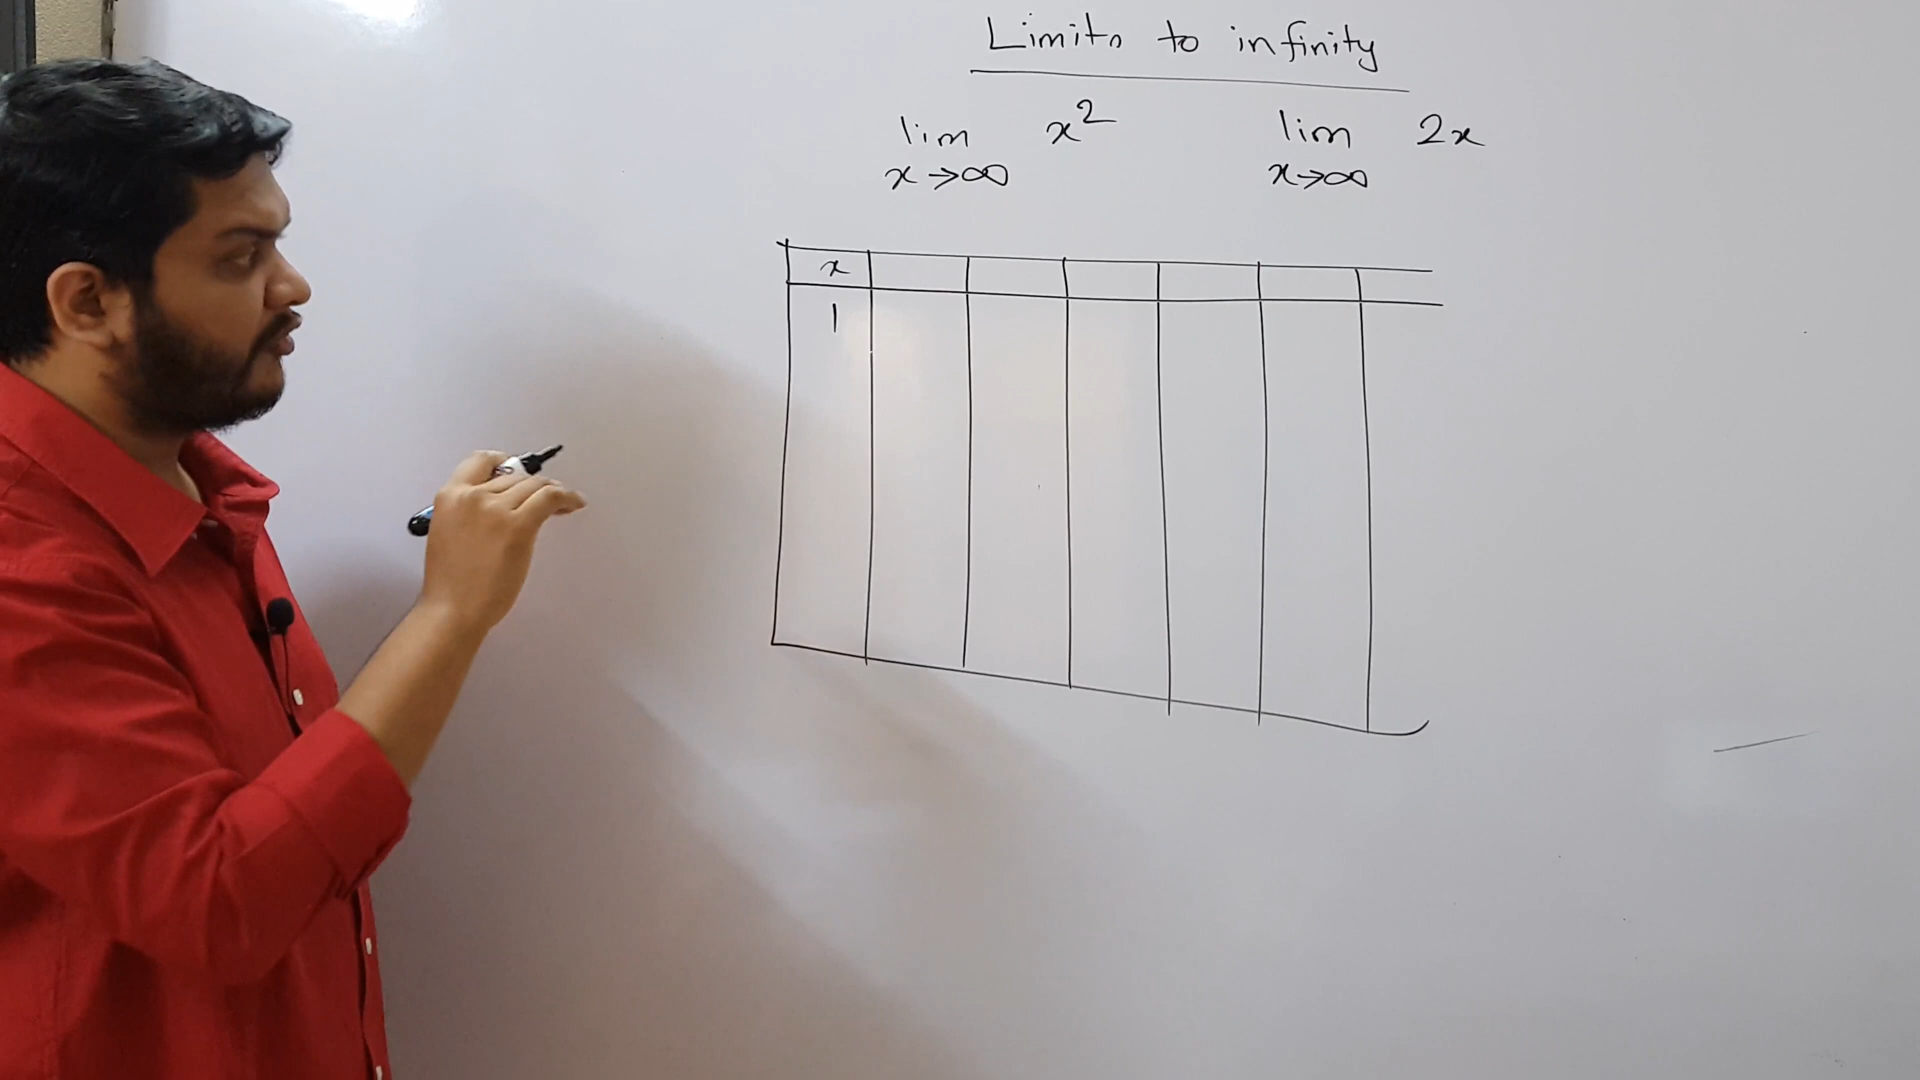 Limits to infinity
lim x→∞ x² lim x→∞ 2x
x
1